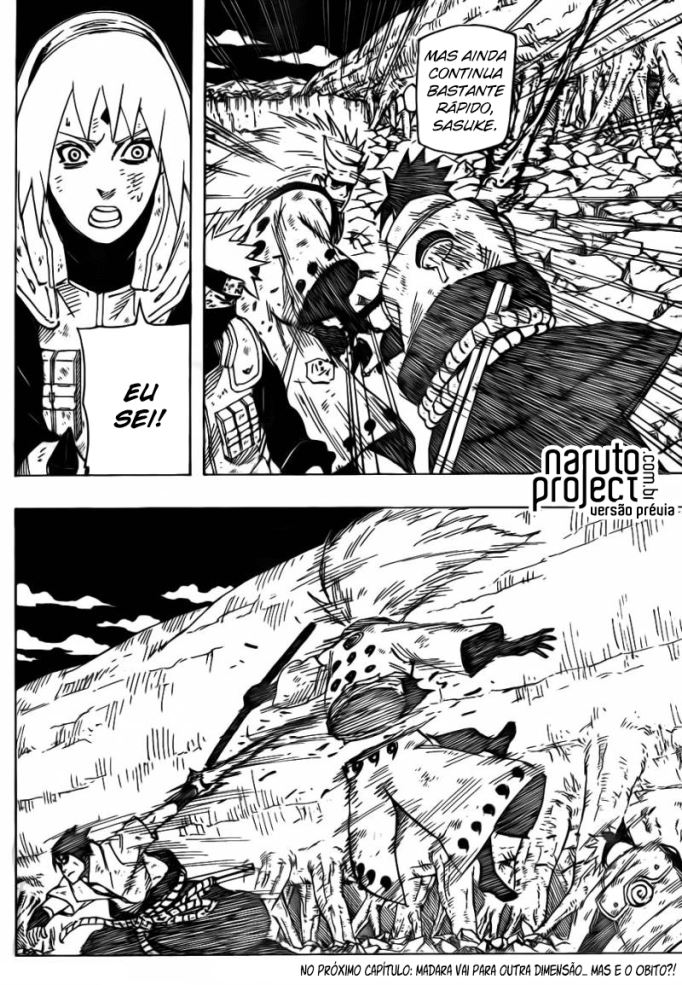 MAS AINDA
CONTINUA
BASTANTE
RÁPIDO,
SASUKE.
EU
SEI!
naruto
project
.com.br
versão prévia
NO PRÓXIMO CAPÍTULO: MADARA VAI PARA OUTRA DIMENSÃO... MAS E O OBITO?!